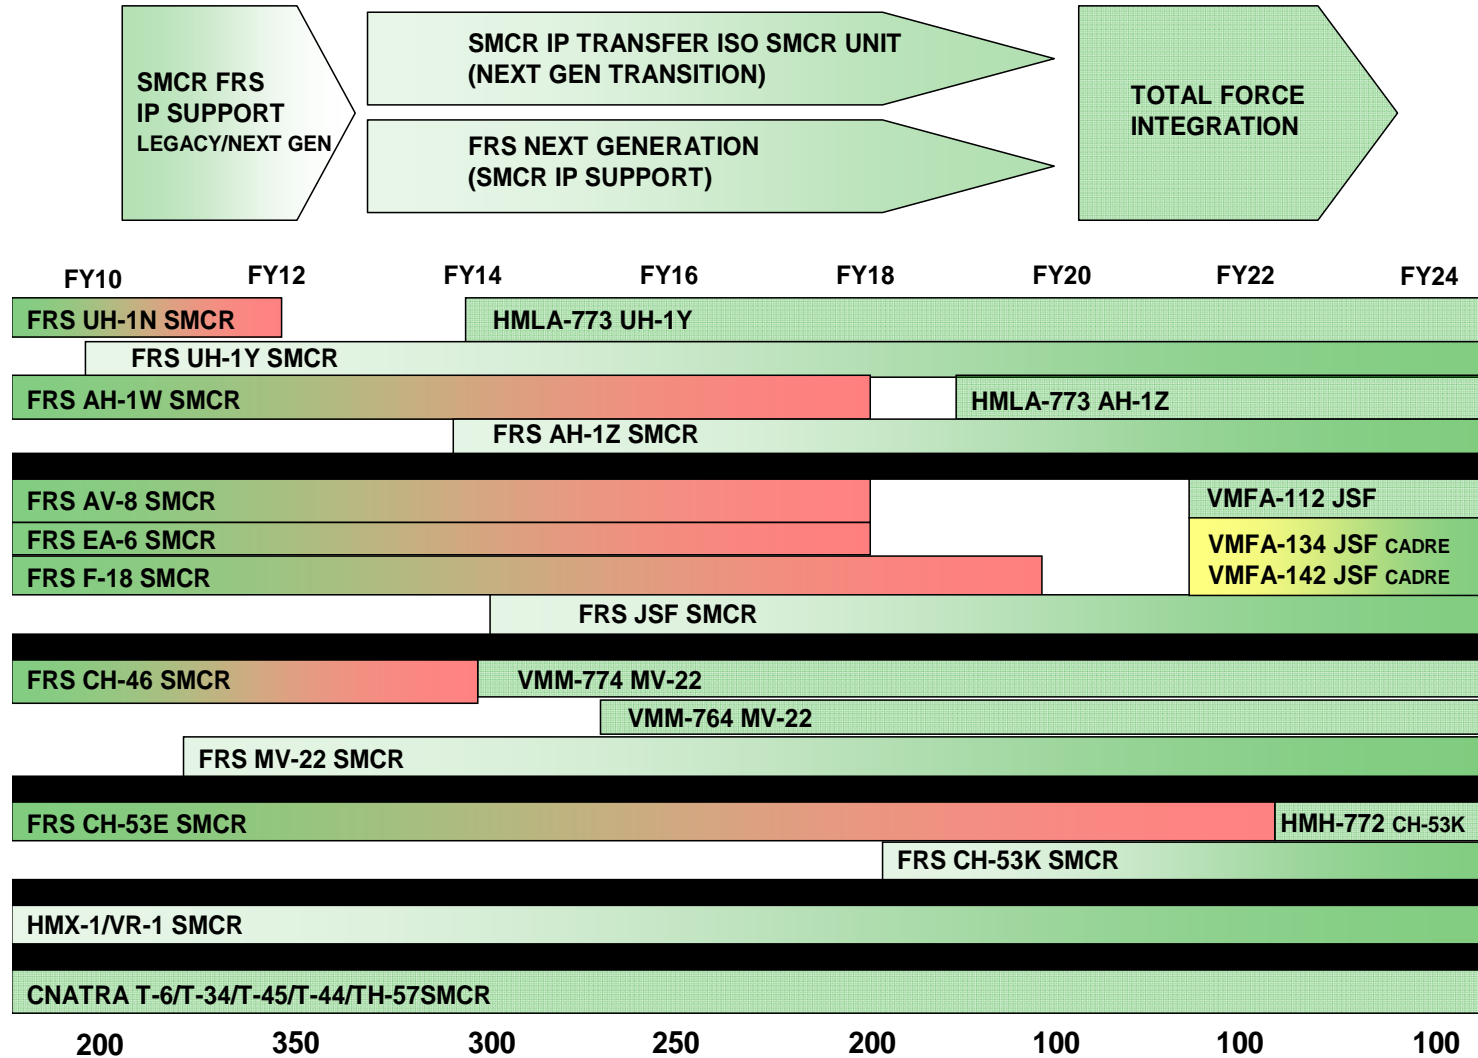 SMCR FRS
IP SUPPORT
LEGACY/NEXT GEN
SMCR IP TRANSFER ISO SMCR UNIT
(NEXT GEN TRANSITION)
FRS NEXT GENERATION
(SMCR IP SUPPORT)
TOTAL FORCE
INTEGRATION
FY10 FY12 FY14 FY16 FY18 FY20 FY22 FY24
FRS UH-1N SMCR HMLA-773 UH-1Y
FRS UH-1Y SMCR
FRS AH-1W SMCR HMLA-773 AH-1Z
FRS AH-1Z SMCR
FRS AV-8 SMCR VMFA-112 JSF
FRS EA-6 SMCR VMFA-134 JSF CADRE
FRS F-18 SMCR VMFA-142 JSF CADRE
FRS JSF SMCR
FRS CH-46 SMCR VMM-774 MV-22
VMM-764 MV-22
FRS MV-22 SMCR
FRS CH-53E SMCR HMH-772 CH-53K
FRS CH-53K SMCR
HMX-1/VR-1 SMCR
CNATRA T-6/T-34/T-45/T-44/TH-57SMCR
200 350 300 250 200 100 100 100